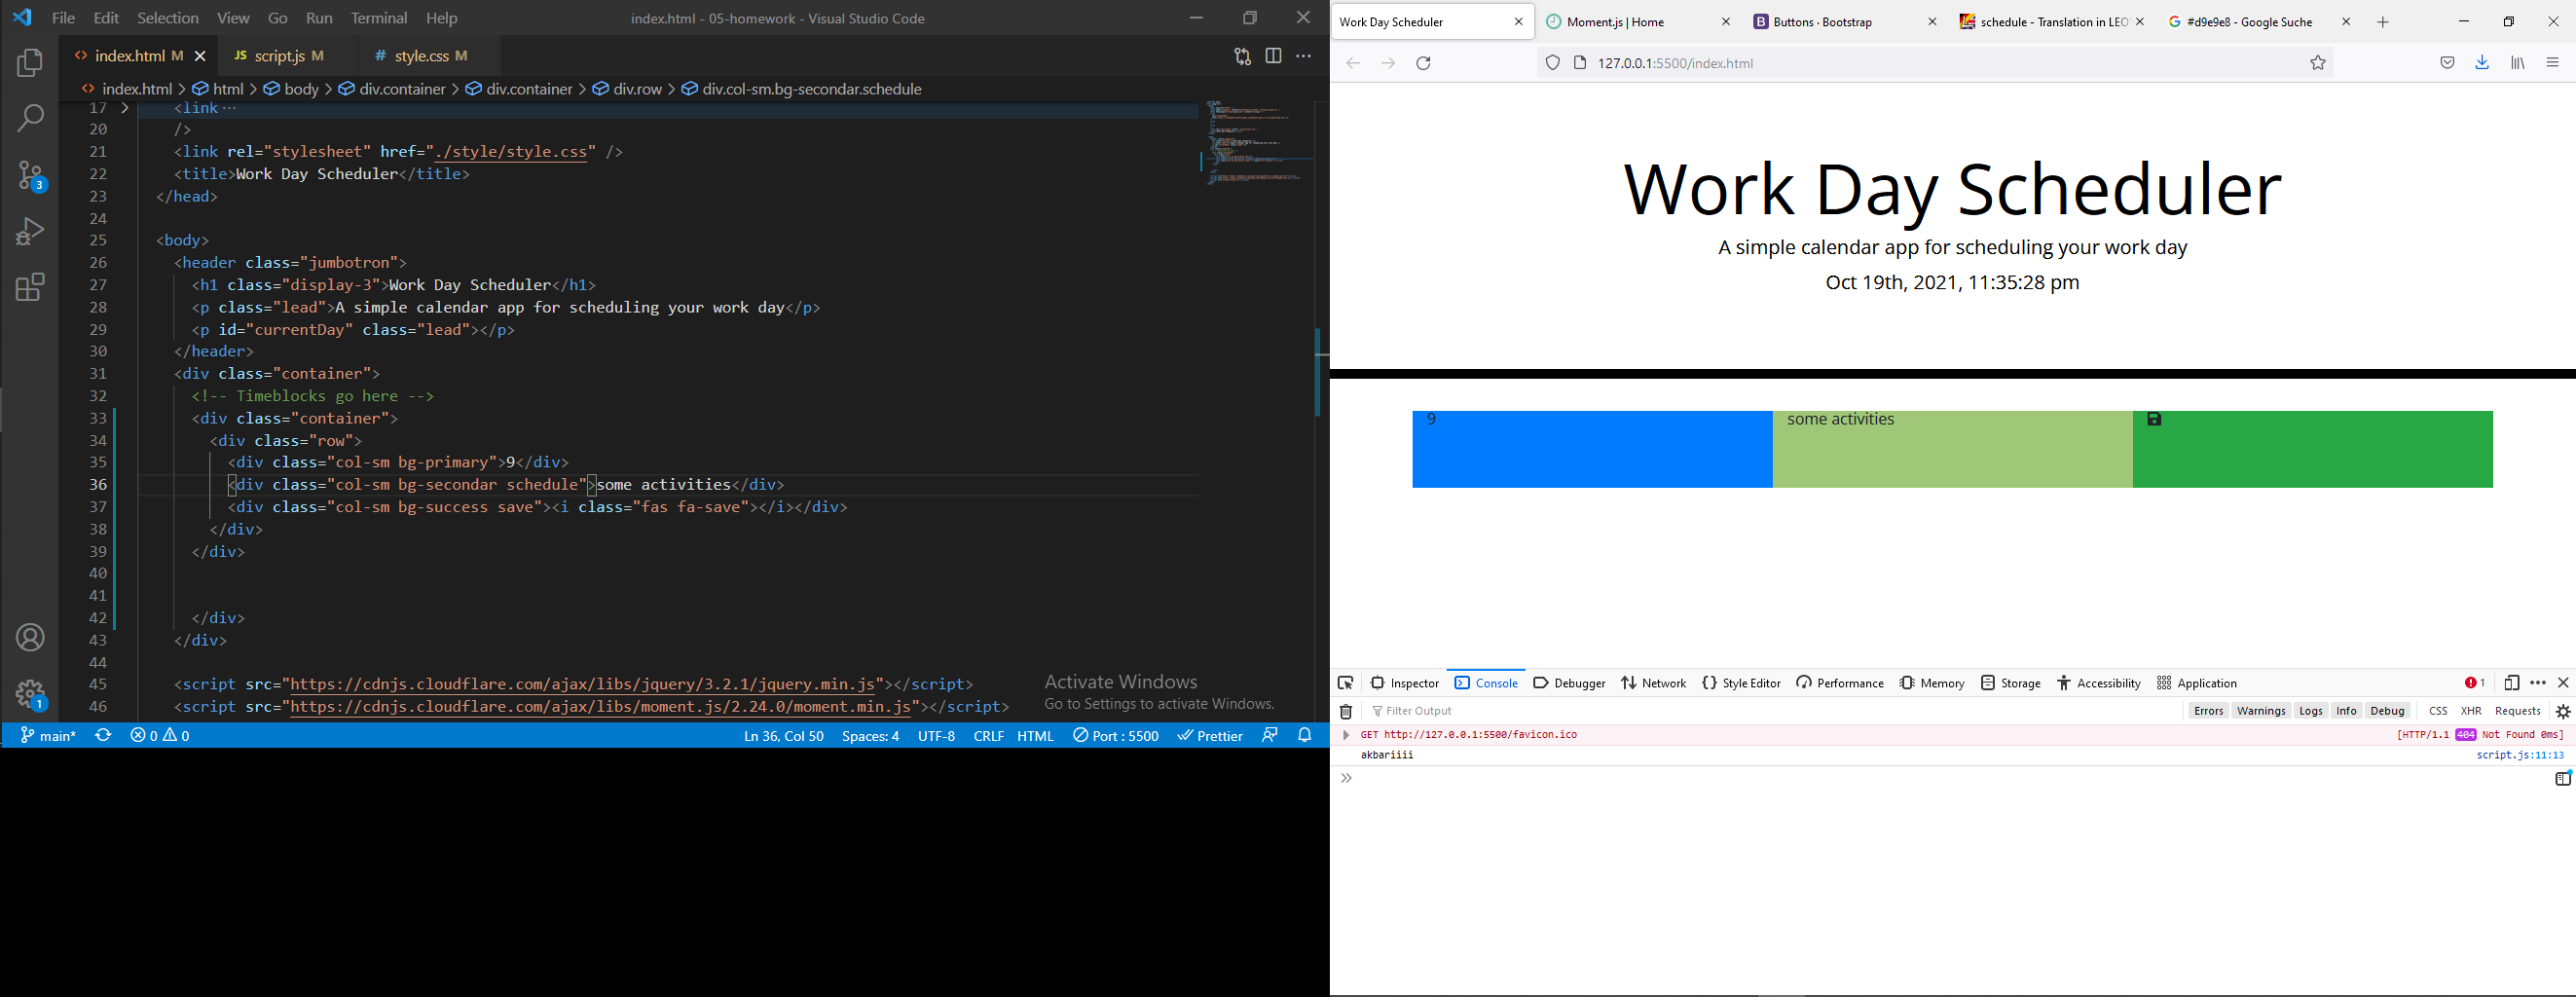 File Edit Selection View Go Run Terminal Help index.html - 05-homework - Visual Studio Code
index.html M script.js M style.css M
index.html > html > body > div.container > div.container > div.row > div.col-sm.bg-secondar.schedule
17 <link ...
20 />
21 <link rel="stylesheet" href="./style/style.css" />
22 <title>Work Day Scheduler</title>
23 </head>
24
25 <body>
26 <header class="jumbotron">
27 <h1 class="display-3">Work Day Scheduler</h1>
28 <p class="lead">A simple calendar app for scheduling your work day</p>
29 <p id="currentDay" class="lead"></p>
30 </header>
31 <div class="container">
32 <!-- Timeblocks go here -->
33 <div class="container">
34 <div class="row">
35 <div class="col-sm bg-primary">9</div>
36 <div class="col-sm bg-secondar schedule">some activities</div>
37 <div class="col-sm bg-success save"><i class="fas fa-save"></i></div>
38 </div>
39 </div>
40
41
42 </div>
43 </div>
44
45 <script src="https://cdnjs.cloudflare.com/ajax/libs/jquery/3.2.1/jquery.min.js"></script>
46 <script src="https://cdnjs.cloudflare.com/ajax/libs/moment.js/2.24.0/moment.min.js"></script>
Activate Windows
Go to Settings to activate Windows.
3
1
main* 0 0 Ln 36, Col 50 Spaces: 4 UTF-8 CRLF HTML Port : 5500 Prettier
Work Day Scheduler Moment.js | Home Buttons · Bootstrap schedule - Translation in LEO #d9e9e8 - Google Suche
127.0.0.1:5500/index.html
Work Day Scheduler
A simple calendar app for scheduling your work day
Oct 19th, 2021, 11:35:28 pm
9 some activities
Inspector Console Debugger Network Style Editor Performance Memory Storage Accessibility Application 1
Filter Output Errors Warnings Logs Info Debug CSS XHR Requests
GET http://127.0.0.1:5500/favicon.ico [HTTP/1.1 404 Not Found 0ms]
akbariiii script.js:11:13